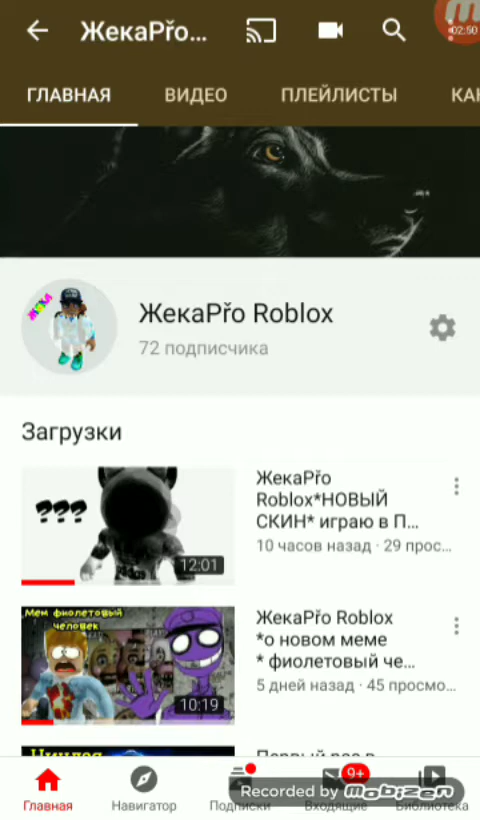 ЖекаPřo...
02:50
ГЛАВНАЯ ВИДЕО ПЛЕЙЛИСТЫ КАН
ЖЕКА
ЖекаPřo Roblox
72 подписчика
Загрузки
???
12:01
ЖекаPřo
Roblox*НОВЫЙ
СКИН* играю в П...
10 часов назад · 29 прос...
Мем фиолетовый
человек
10:19
ЖекаPřo Roblox
*о новом меме
* фиолетовый че...
5 дней назад · 45 просмо...
Первый раз в
9+
Главная Навигатор Подписки Входящие Библиотека
Recorded by mobizen